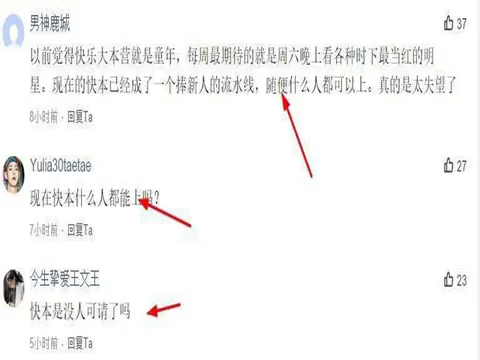 男神鹿城
37
以前觉得快乐大本营就是童年，每周最期待的就是周六晚上看各种时下最当红的明
星。现在的快本已经成了一个捧新人的流水线，随便什么人都可以上。真的是太失望了
8小时前 · 回复Ta
Yulia30taetae
27
现在快本什么人都能上吗？
7小时前 · 回复Ta
今生挚爱王文王
23
快本是没人可请了吗
5小时前 · 回复Ta